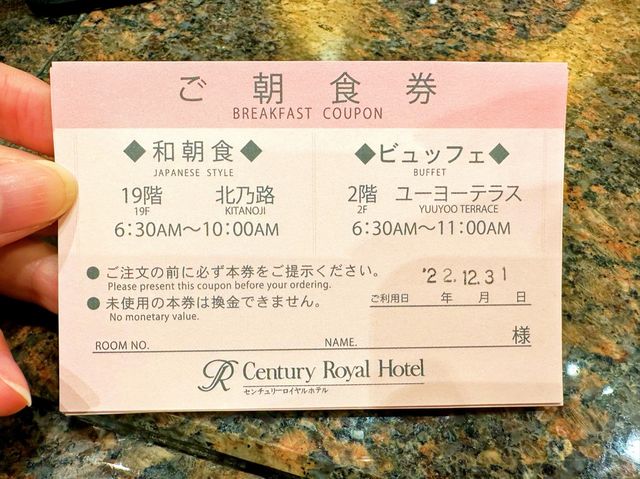 ご朝食券
BREAKFAST COUPON
◆和朝食◆
JAPANESE STYLE
19階 北乃路
19F KITANOJI
6:30AM～10:00AM
◆ビュッフェ◆
BUFFET
2階 ユーヨーテラス
2F YUUYOO TERRACE
6:30AM～11:00AM
●ご注文の前に必ず本券をご提示ください。
Please present this coupon before your ordering.
●未使用の本券は換金できません。
No monetary value.
'22.12.31
ご利用日 年 月 日
ROOM NO. NAME. 様
R Century Royal Hotel
センチュリーロイヤルホテル